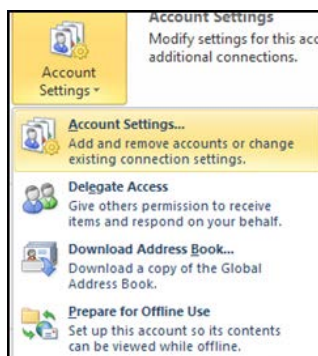 Account Settings
Modify settings for this acc
additional connections.
Account
Settings
Account Settings...
Add and remove accounts or change
existing connection settings.
Delegate Access
Give others permission to receive
items and respond on your behalf.
Download Address Book...
Download a copy of the Global
Address Book.
Prepare for Offline Use
Set up this account so its contents
can be viewed while offline.